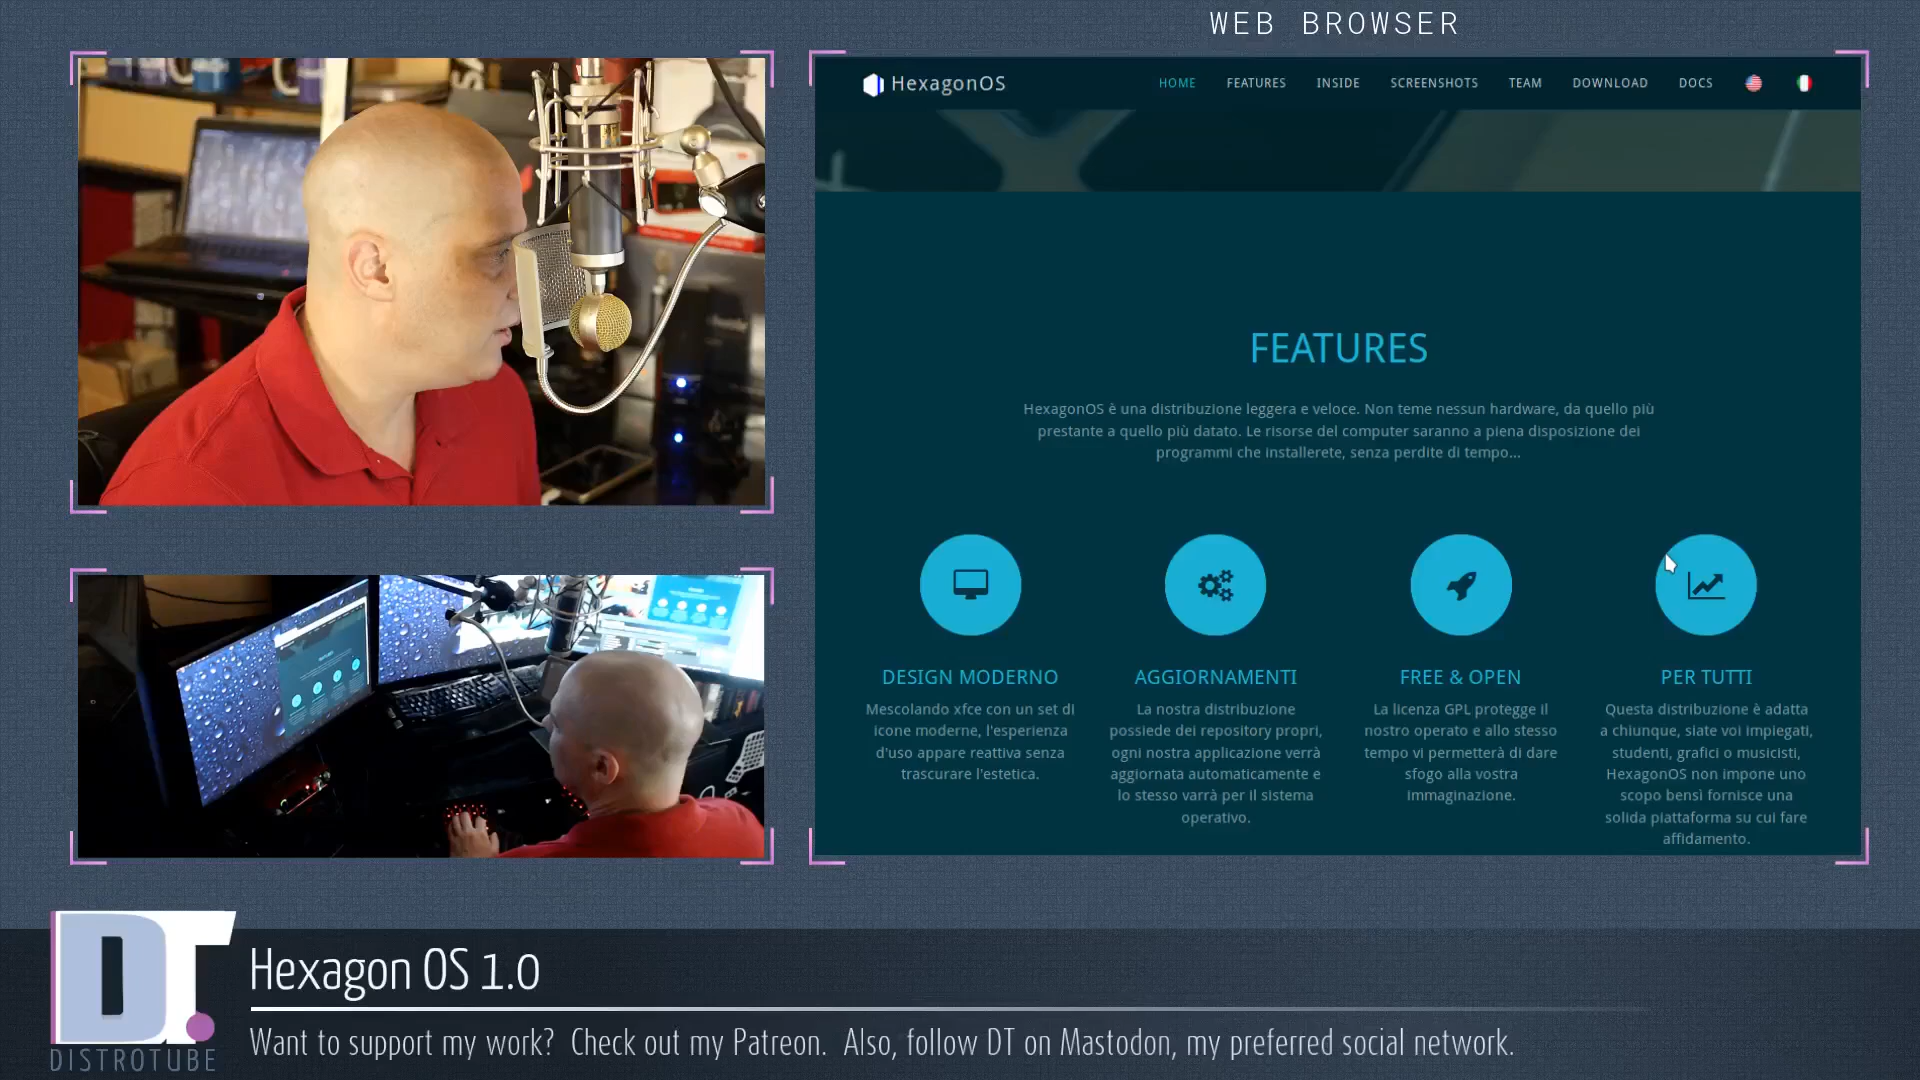 WEB BROWSER
HexagonOS
HOME FEATURES INSIDE SCREENSHOTS TEAM DOWNLOAD DOCS
FEATURES
HexagonOS è una distribuzione leggera e veloce. Non teme nessun hardware, da quello più
prestante a quello più datato. Le risorse del computer saranno a piena disposizione dei
programmi che installerete, senza perdite di tempo...
DESIGN MODERNO
Mescolando xfce con un set di
icone moderne, l'esperienza
d'uso appare reattiva senza
trascurare l'estetica.
AGGIORNAMENTI
La nostra distribuzione
possiede dei repository propri,
ogni nostra applicazione verrà
aggiornata automaticamente e
lo stesso varrà per il sistema
operativo.
FREE & OPEN
La licenza GPL protegge il
nostro operato e allo stesso
tempo vi permetterà di dare
sfogo alla vostra
immaginazione.
PER TUTTI
Questa distribuzione è adatta
a chiunque, siate voi impiegati,
studenti, grafici o musicisti,
HexagonOS non impone uno
scopo bensì fornisce una
solida piattaforma su cui fare
affidamento.
DT
DISTROTUBE
Hexagon OS 1.0
Want to support my work? Check out my Patreon. Also, follow DT on Mastodon, my preferred social network.